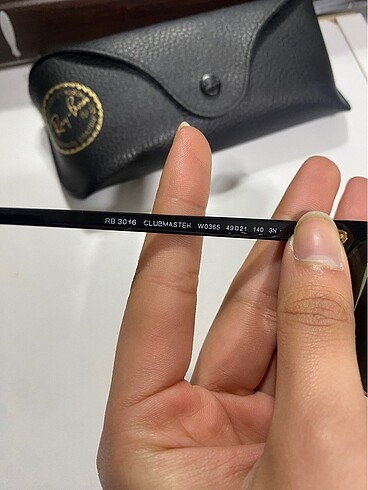 Ray-Ban
RB 3016 CLUBMASTER W0365 49▢21 140 3N